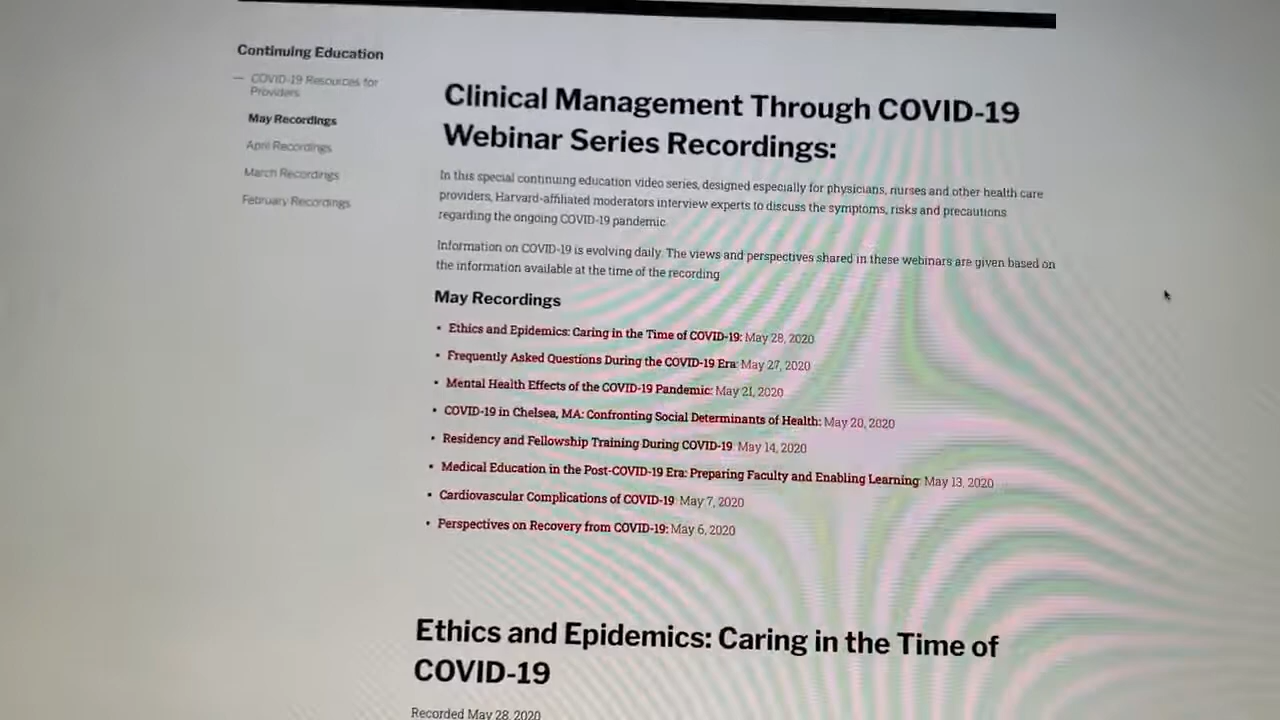 Continuing Education
— COVID-19 Resources for
Providers
May Recordings
April Recordings
March Recordings
February Recordings
Clinical Management Through COVID-19
Webinar Series Recordings:
In this special continuing education video series, designed especially for physicians, nurses and other health care
providers, Harvard-affiliated moderators interview experts to discuss the symptoms, risks and precautions
regarding the ongoing COVID-19 pandemic.
Information on COVID-19 is evolving daily. The views and perspectives shared in these webinars are given based on
the information available at the time of the recording
May Recordings
• Ethics and Epidemics: Caring in the Time of COVID-19: May 28, 2020
• Frequently Asked Questions During the COVID-19 Era: May 27, 2020
• Mental Health Effects of the COVID-19 Pandemic: May 21, 2020
• COVID-19 in Chelsea, MA: Confronting Social Determinants of Health: May 20, 2020
• Residency and Fellowship Training During COVID-19: May 14, 2020
• Medical Education in the Post-COVID-19 Era: Preparing Faculty and Enabling Learning: May 13, 2020
• Cardiovascular Complications of COVID-19: May 7, 2020
• Perspectives on Recovery from COVID-19: May 6, 2020
Ethics and Epidemics: Caring in the Time of
COVID-19
Recorded May 28, 2020